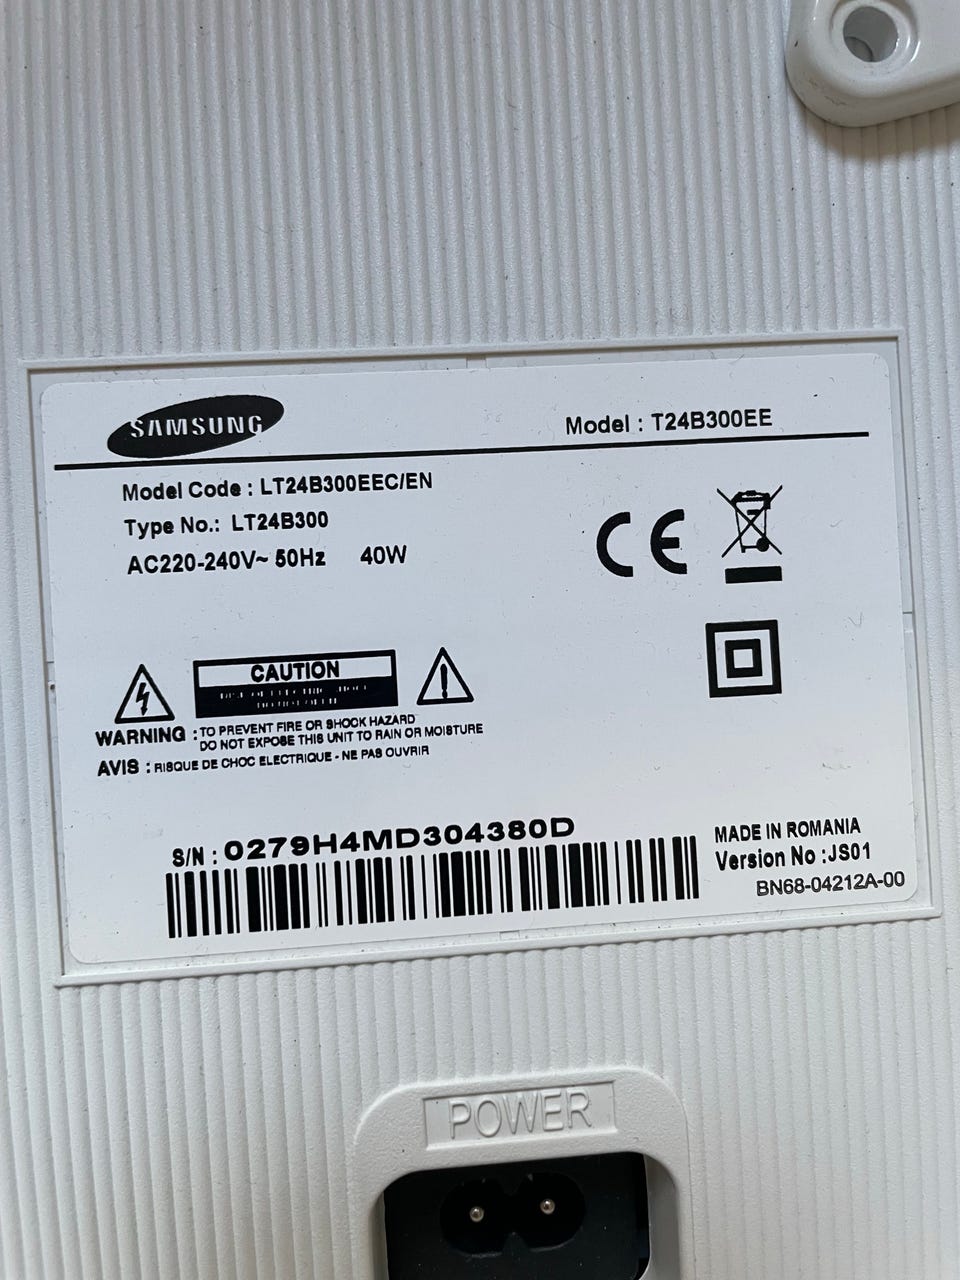 SAMSUNG
Model : T24B300EE
Model Code : LT24B300EEC/EN
Type No.: LT24B300
AC220-240V~ 50Hz 40W
CE
CAUTION
WARNING : TO PREVENT FIRE OR SHOCK HAZARD
DO NOT EXPOSE THIS UNIT TO RAIN OR MOISTURE
AVIS : RISQUE DE CHOC ELECTRIQUE - NE PAS OUVRIR
S/N : 0279H4MD304380D
MADE IN ROMANIA
Version No :JS01
BN68-04212A-00
POWER